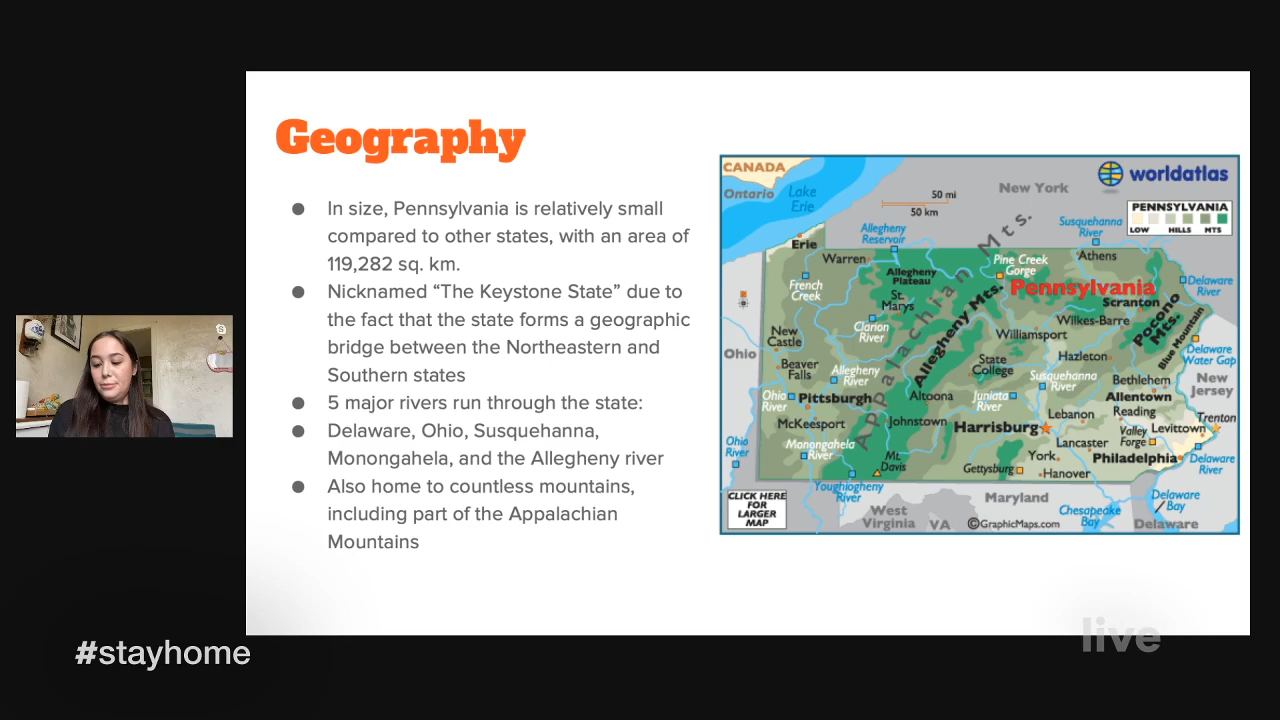 Geography
In size, Pennsylvania is relatively small
compared to other states, with an area of
119,282 sq. km.
Nicknamed “The Keystone State” due to
the fact that the state forms a geographic
bridge between the Northeastern and
Southern states
5 major rivers run through the state:
Delaware, Ohio, Susquehanna,
Monongahela, and the Allegheny river
Also home to countless mountains,
including part of the Appalachian
Mountains
CANADA
Ontario
Lake
Erie
50 mi
50 km
New York
worldatlas
PENNSYLVANIA
LOW HILLS MTS
Susquehanna
River
Allegheny
Reservoir
Appalachian Mts.
Erie
Warren
Athens
Pine Creek
Gorge
Allegheny
Plateau
Pennsylvania
French
Creek
St.
Marys
Allegheny Mts.
Scranton
Delaware
River
Clarion
River
Wilkes-Barre
Pocono
Mts.
Blue Mountain
New
Castle
Williamsport
Ohio
Hazleton
Delaware
Water Gap
Beaver
Falls
Allegheny
River
State
College
Susquehanna
River
Bethlehem
New
Jersey
Ohio
River
Pittsburgh
Altoona
Juniata
River
Allentown
Reading
Lebanon
Trenton
McKeesport
Johnstown
Harrisburg
Valley
Forge
Levittown
Ohio
River
Monongahela
River
Lancaster
Mt.
Davis
York
Philadelphia
Gettysburg
Hanover
Delaware
River
Youghiogheny
River
CLICK HERE
FOR
LARGER
MAP
West
Virginia
VA
Maryland
©GraphicMaps.com
Chesapeake
Bay
Delaware
Bay
Delaware
#stayhome
live